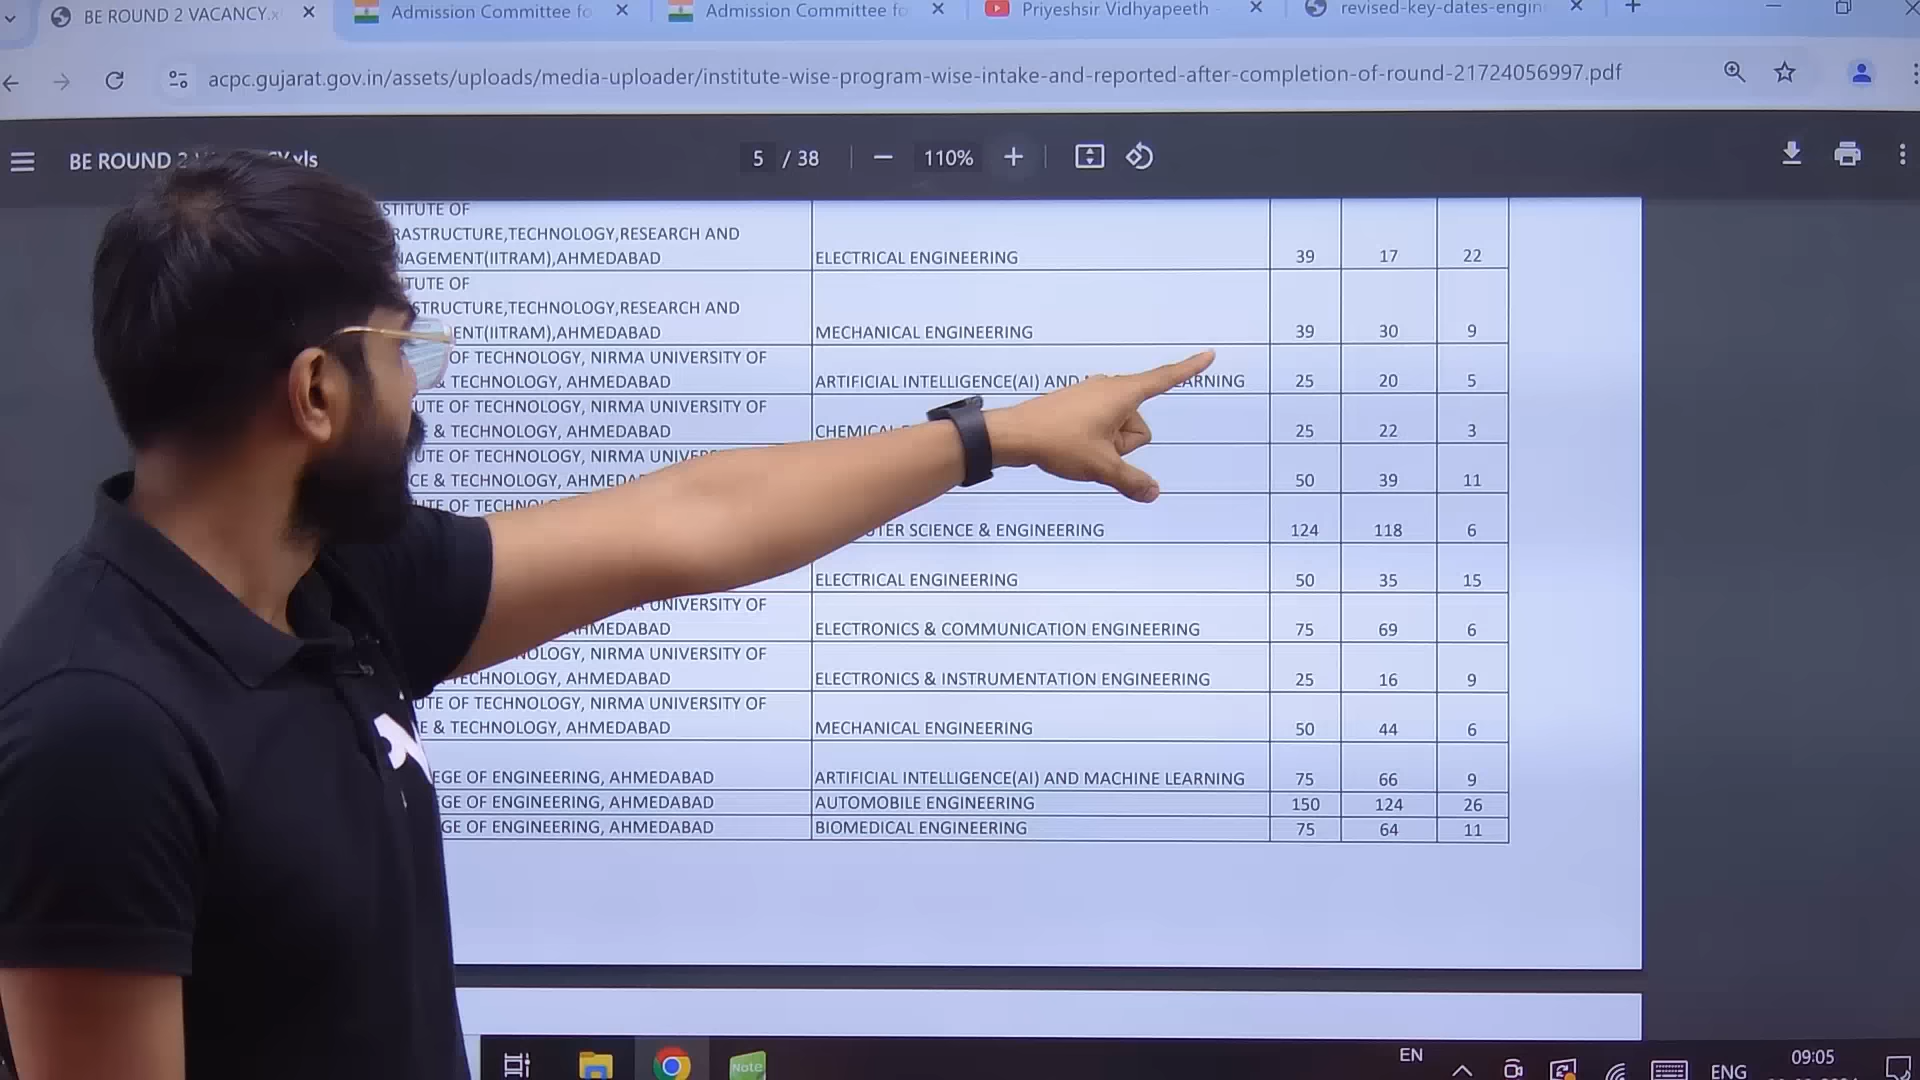 BE ROUND 2 VACANCY.x
Admission Committee fo
Admission Committee fo
Priyeshsir Vidhyapeeth -
revised-key-dates-engin
acpc.gujarat.gov.in/assets/uploads/media-uploader/institute-wise-program-wise-intake-and-reported-after-completion-of-round-21724056997.pdf
BE ROUND 2 .xls
5 / 38
110%
STITUTE OF
RASTRUCTURE,TECHNOLOGY,RESEARCH AND
NAGEMENT(IITRAM),AHMEDABAD ELECTRICAL ENGINEERING 39 17 22
TUTE OF
STRUCTURE,TECHNOLOGY,RESEARCH AND
ENT(IITRAM),AHMEDABAD MECHANICAL ENGINEERING 39 30 9
OF TECHNOLOGY, NIRMA UNIVERSITY OF
& TECHNOLOGY, AHMEDABAD ARTIFICIAL INTELLIGENCE(AI) AND ARNING 25 20 5
UTE OF TECHNOLOGY, NIRMA UNIVERSITY OF
E & TECHNOLOGY, AHMEDABAD CHEMICAL 25 22 3
UTE OF TECHNOLOGY, NIRMA
CE & TECHNOLOGY, 50 39 11
UTE OF
TER SCIENCE & ENGINEERING 124 118 6
ELECTRICAL ENGINEERING 50 35 15
UNIVERSITY OF
AHMEDABAD ELECTRONICS & COMMUNICATION ENGINEERING 75 69 6
NOLOGY, NIRMA UNIVERSITY OF
TECHNOLOGY, AHMEDABAD ELECTRONICS & INSTRUMENTATION ENGINEERING 25 16 9
UTE OF TECHNOLOGY, NIRMA UNIVERSITY OF
E & TECHNOLOGY, AHMEDABAD MECHANICAL ENGINEERING 50 44 6
EGE OF ENGINEERING, AHMEDABAD ARTIFICIAL INTELLIGENCE(AI) AND MACHINE LEARNING 75 66 9
GE OF ENGINEERING, AHMEDABAD AUTOMOBILE ENGINEERING 150 124 26
GE OF ENGINEERING, AHMEDABAD BIOMEDICAL ENGINEERING 75 64 11
Note
EN
ENG
09:05